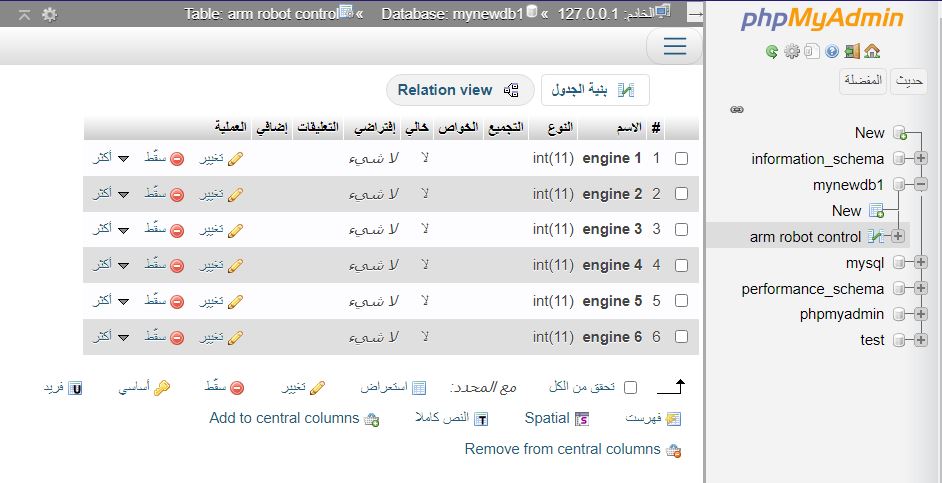 الخادم: 127.0.0.1 » Database: mynewdb1 » Table: arm robot control
phpMyAdmin
حديث
المفضلة
New
information_schema
mynewdb1
New
arm robot control
mysql
performance_schema
phpmyadmin
test
بنية الجدول
Relation view
# الاسم النوع التجميع الخواص خالي إفتراضي التعليقات إضافي العملية
1 engine 1 int(11) لا لا شيء تغيير سقّط أكثر
2 engine 2 int(11) لا لا شيء تغيير سقّط أكثر
3 engine 3 int(11) لا لا شيء تغيير سقّط أكثر
4 engine 4 int(11) لا لا شيء تغيير سقّط أكثر
5 engine 5 int(11) لا لا شيء تغيير سقّط أكثر
6 engine 6 int(11) لا لا شيء تغيير سقّط أكثر
تحقق من الكل مع المحدد: استعراض تغيير سقّط أساسي فريد
فهرست Spatial النص كاملا Add to central columns
Remove from central columns